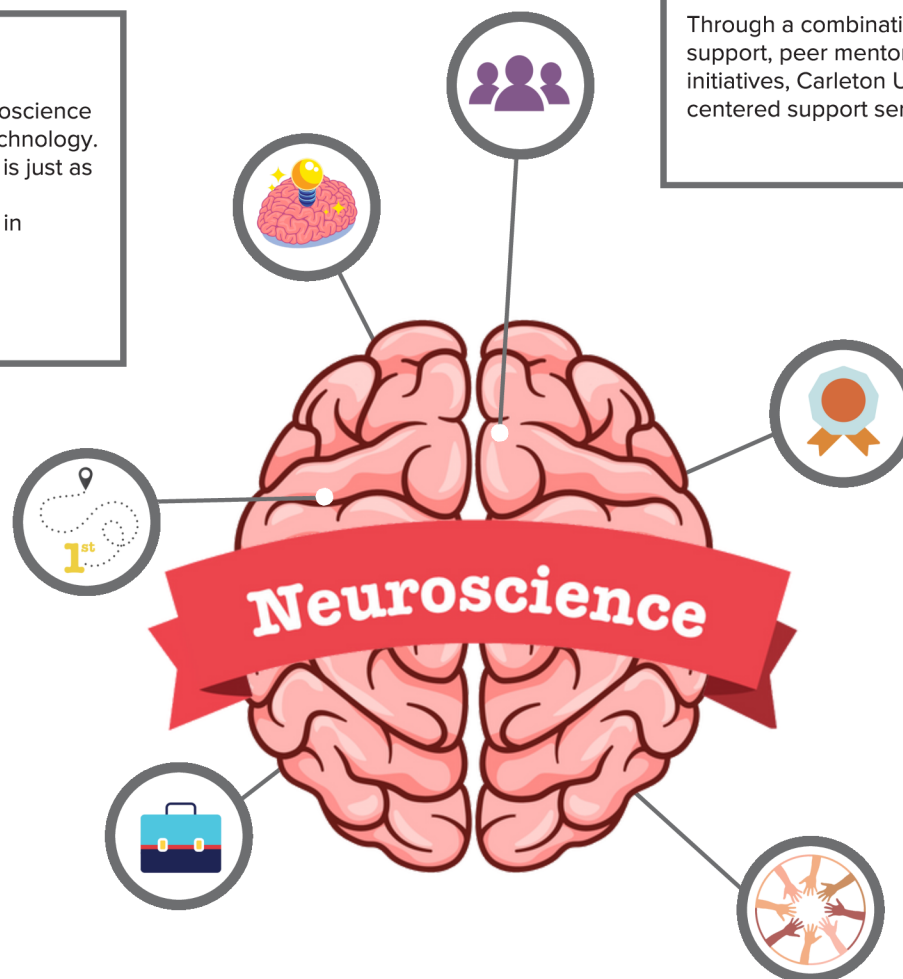 Through a combinati
support, peer mentor
initiatives, Carleton U
centered support ser
oscience
chnology.
is just as
in
1st
Neuroscience